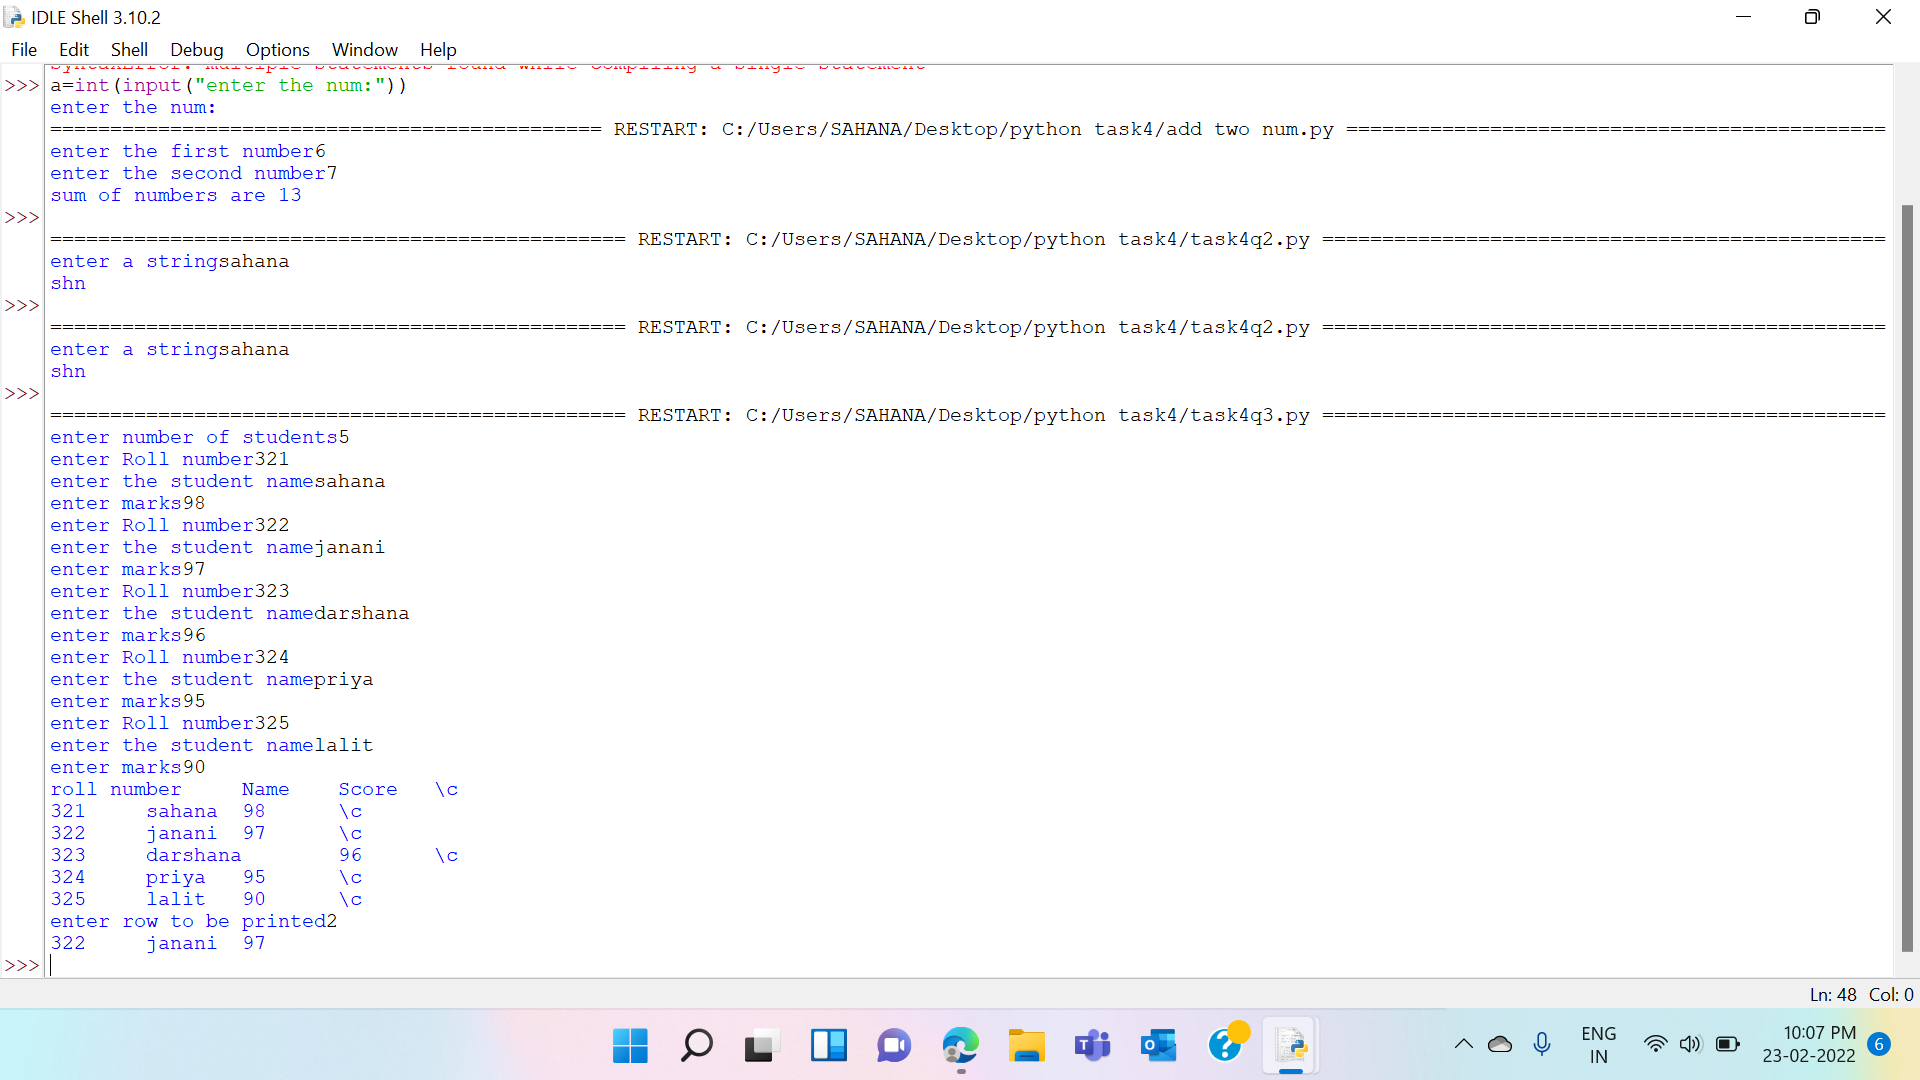 IDLE Shell 3.10.2
File Edit Shell Debug Options Window Help
SyntaxError: multiple statements found while compiling a single statement
>>> a=int(input("enter the num:"))
enter the num:
============================================== RESTART: C:/Users/SAHANA/Desktop/python task4/add two num.py =============================================
enter the first number6
enter the second number7
sum of numbers are 13
>>>
================================================ RESTART: C:/Users/SAHANA/Desktop/python task4/task4q2.py ===============================================
enter a stringsahana
shn
>>>
================================================ RESTART: C:/Users/SAHANA/Desktop/python task4/task4q2.py ===============================================
enter a stringsahana
shn
>>>
================================================ RESTART: C:/Users/SAHANA/Desktop/python task4/task4q3.py ===============================================
enter number of students5
enter Roll number321
enter the student namesahana
enter marks98
enter Roll number322
enter the student namejanani
enter marks97
enter Roll number323
enter the student namedarshana
enter marks96
enter Roll number324
enter the student namepriya
enter marks95
enter Roll number325
enter the student namelalit
enter marks90
roll number Name Score \c
321 sahana 98 \c
322 janani 97 \c
323 darshana 96 \c
324 priya 95 \c
325 lalit 90 \c
enter row to be printed2
322 janani 97
>>>
Ln: 48 Col: 0
ENG
IN
10:07 PM
23-02-2022
6